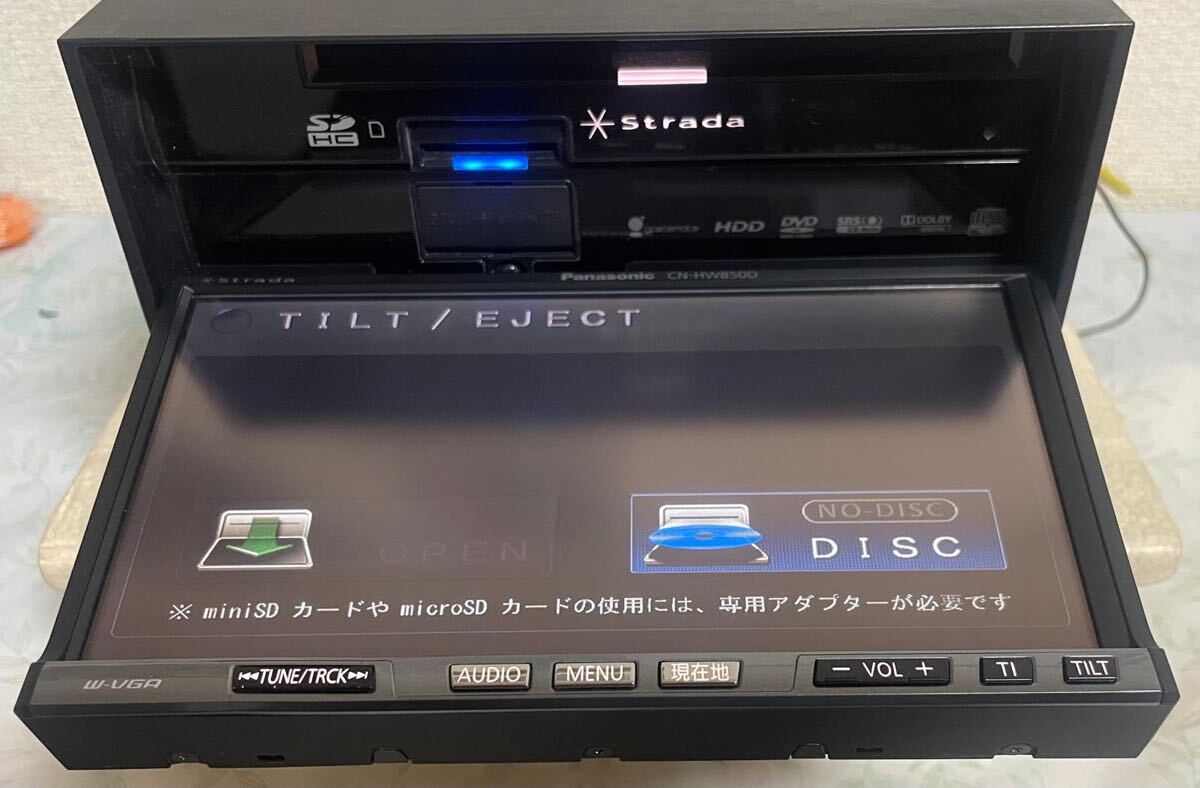 SD HC
Strada
gracenote HDD DVD SRS DOLBY
Strada
Panasonic CN-HW850D
TILT / EJECT
OPEN
NO-DISC
DISC
※ miniSD カードや microSD カードの使用には、専用アダプターが必要です
W-VGA TUNE/TRCK AUDIO MENU 現在地 － VOL ＋ TI TILT